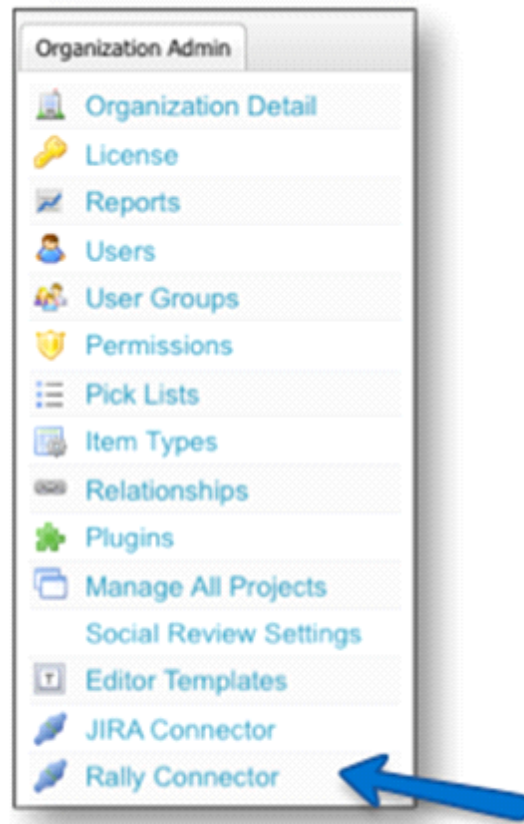 Organization Admin
Organization Detail
License
Reports
Users
User Groups
Permissions
Pick Lists
Item Types
Relationships
Plugins
Manage All Projects
Social Review Settings
T Editor Templates
JIRA Connector
Rally Connector